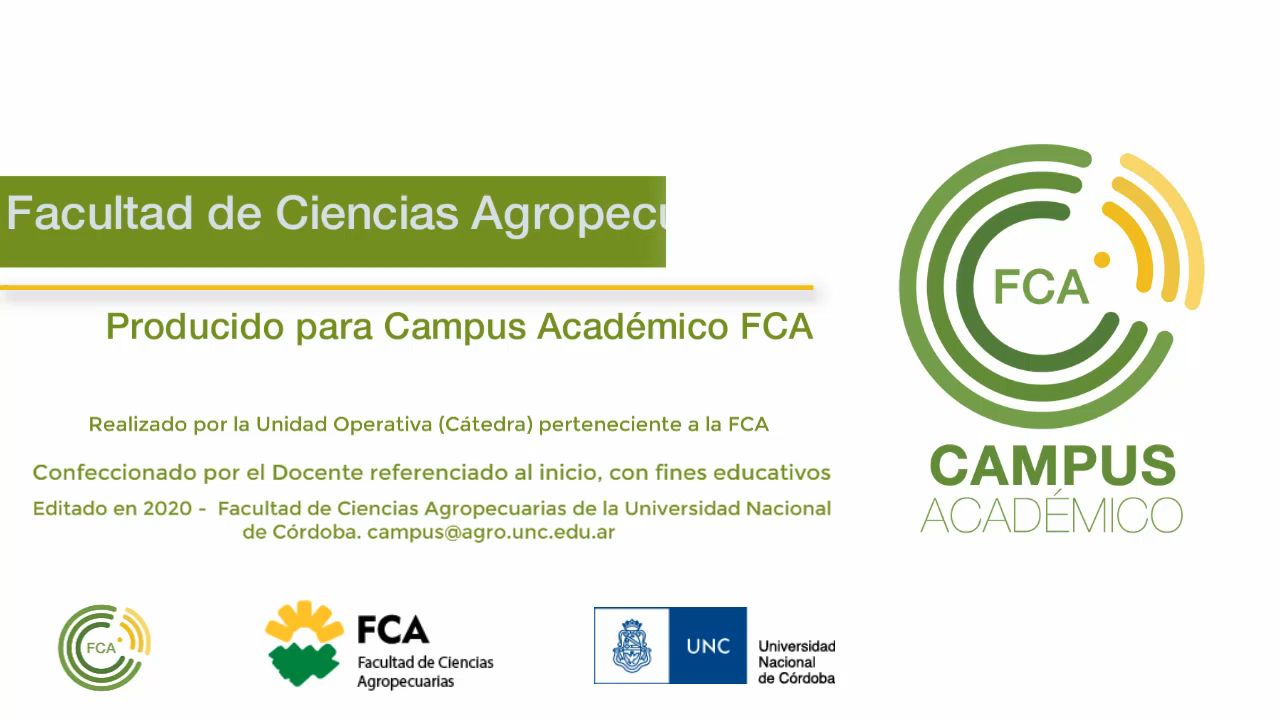 Facultad de Ciencias Agropecu
Producido para Campus Académico FCA
Realizado por la Unidad Operativa (Cátedra) perteneciente a la FCA
Confeccionado por el Docente referenciado al inicio, con fines educativos
Editado en 2020 - Facultad de Ciencias Agropecuarias de la Universidad Nacional
de Córdoba. campus@agro.unc.edu.ar
FCA
CAMPUS
ACADÉMICO
FCA
FCA
Facultad de Ciencias
Agropecuarias
UNC
Universidad
Nacional
de Córdoba